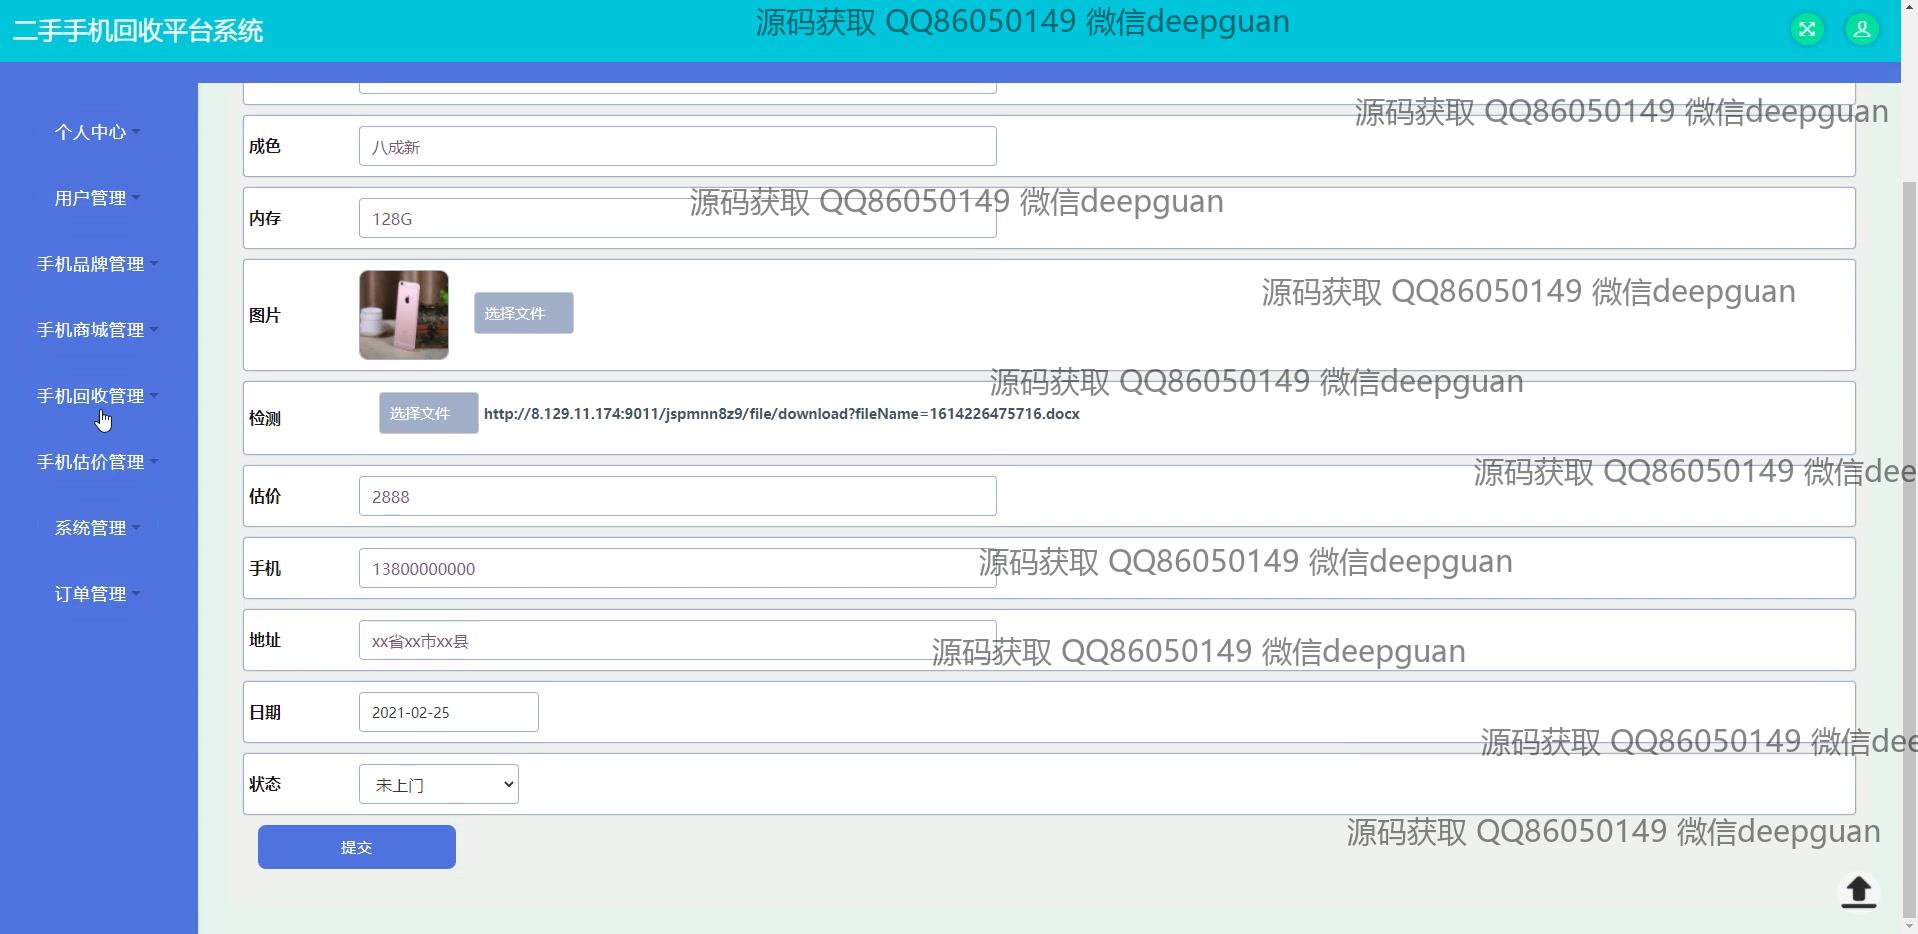 二手手机回收平台系统
源码获取 QQ86050149 微信deepguan
个人中心
用户管理
手机品牌管理
手机商城管理
手机回收管理
手机估价管理
系统管理
订单管理
源码获取 QQ86050149 微信deepguan
成色
八成新
源码获取 QQ86050149 微信deepguan
内存
128G
源码获取 QQ86050149 微信deepguan
图片
选择文件
源码获取 QQ86050149 微信deepguan
检测
选择文件
http://8.129.11.174:9011/jspmnn8z9/file/download?fileName=1614226475716.docx
源码获取 QQ86050149 微信dee
估价
2888
源码获取 QQ86050149 微信deepguan
手机
13800000000
地址
xx省xx市xx县
源码获取 QQ86050149 微信deepguan
日期
2021-02-25
源码获取 QQ86050149 微信dee
状态
未上门
源码获取 QQ86050149 微信deepguan
提交